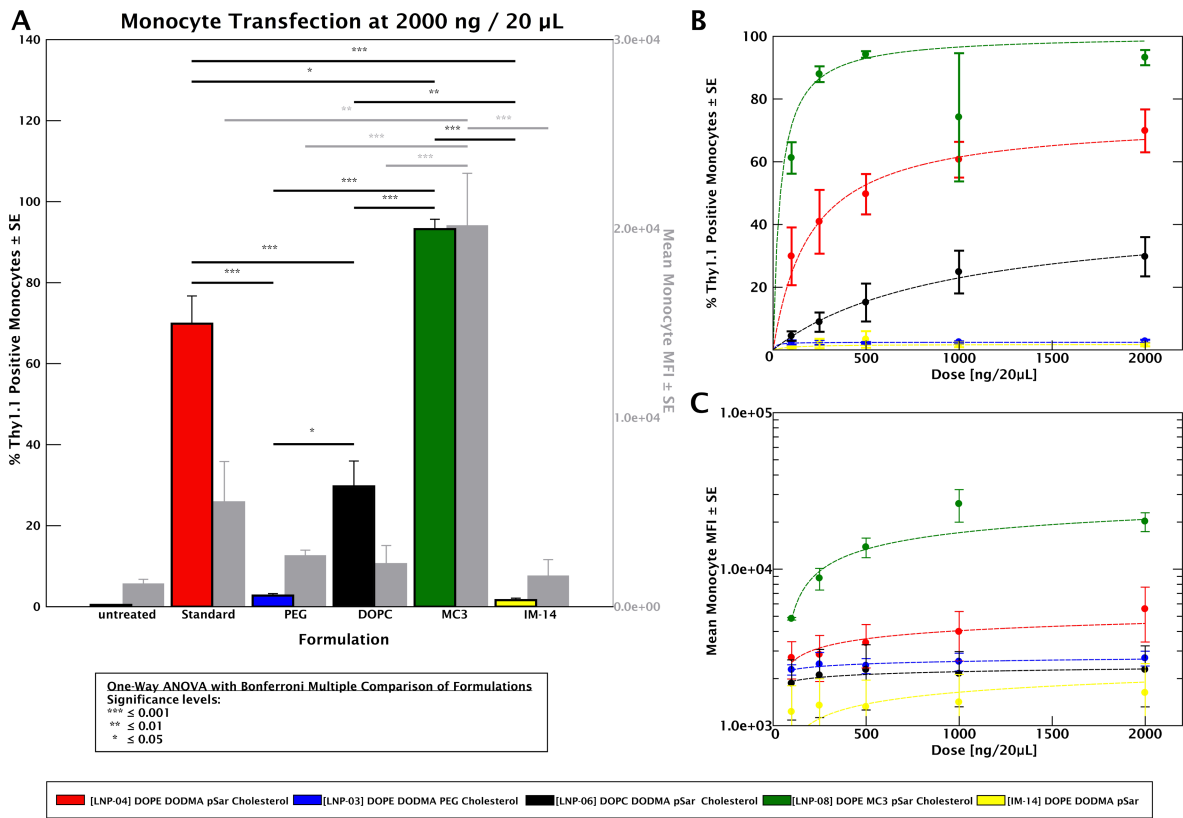 A
Monocyte Transfection at 2000 ng / 20 µL
140
120
100
80
60
40
20
0
% Thy1.1 Positive Monocytes ± SE
3.0e+04
2.0e+04
1.0e+04
0.0e+00
Mean Monocyte MFI ± SE
***
*
**
**
***
***
***
***
***
***
***
***
*
untreated
Standard
PEG
DOPC
MC3
IM-14
Formulation
One-Way ANOVA with Bonferroni Multiple Comparison of Formulations
Significance levels:
*** ≤ 0.001
** ≤ 0.01
* ≤ 0.05
B
100
80
60
40
20
% Thy1.1 Positive Monocytes ± SE
0
500
1000
1500
2000
Dose [ng/20µL]
C
1.0e+05
1.0e+04
1.0e+03
Mean Monocyte MFI ± SE
0
500
1000
1500
2000
Dose [ng/20µL]
[LNP-04] DOPE DODMA pSar Cholesterol
[LNP-03] DOPE DODMA PEG Cholesterol
[LNP-06] DOPC DODMA pSar Cholesterol
[LNP-08] DOPE MC3 pSar Cholesterol
[IM-14] DOPE DODMA pSar